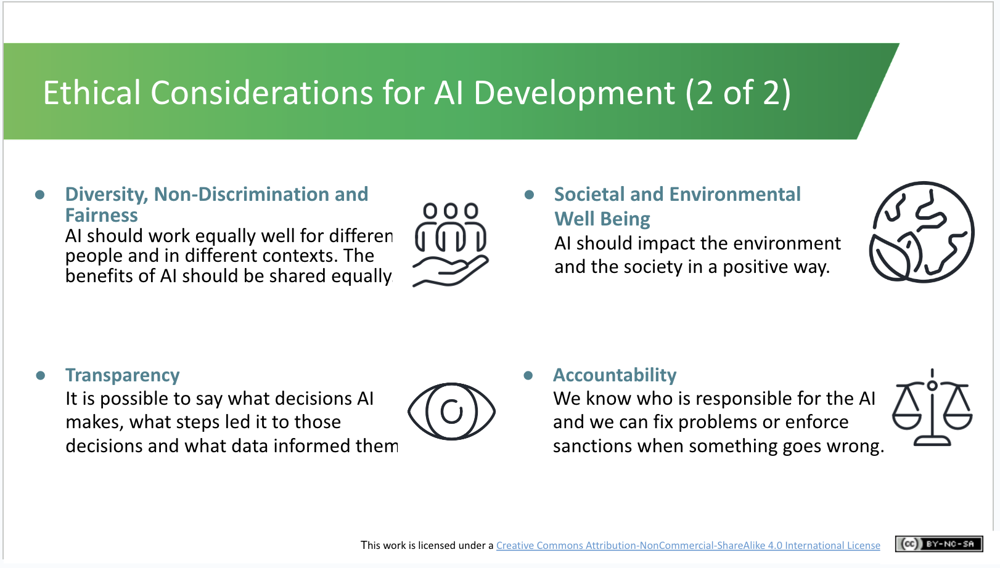 Ethical Considerations for AI Development (2 of 2)
● Diversity, Non-Discrimination and
Fairness
AI should work equally well for differen
people and in different contexts. The
benefits of AI should be shared equally.
● Transparency
It is possible to say what decisions AI
makes, what steps led it to those
decisions and what data informed them
● Societal and Environmental
Well Being
AI should impact the environment
and the society in a positive way.
● Accountability
We know who is responsible for the AI
and we can fix problems or enforce
sanctions when something goes wrong.
This work is licensed under a Creative Commons Attribution-NonCommercial-ShareAlike 4.0 International License
cc BY-NC-SA